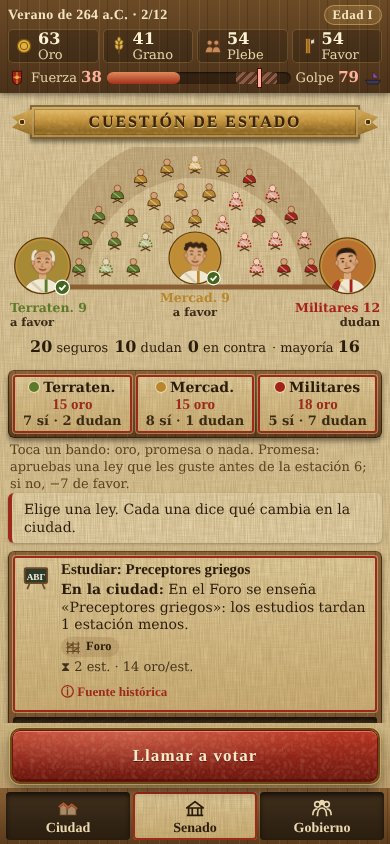 Verano de 264 a.C. · 2/12
Edad I
63
Oro
41
Grano
54
Plebe
54
Favor
Fuerza 38
Golpe 79
CUESTIÓN DE ESTADO
Terraten. 9
a favor
Mercad. 9
a favor
Militares 12
dudan
20 seguros 10 dudan 0 en contra · mayoría 16
Terraten.
15 oro
7 sí · 2 dudan
Mercad.
15 oro
8 sí · 1 dudan
Militares
18 oro
5 sí · 7 dudan
Toca un bando: oro, promesa o nada. Promesa:
apruebas una ley que les guste antes de la estación 6;
si no, −7 de favor.
Elige una ley. Cada una dice qué cambia en la
ciudad.
ΑΒΓ
Estudiar: Preceptores griegos
En la ciudad: En el Foro se enseña
«Preceptores griegos»: los estudios tardan
1 estación menos.
Foro
2 est. · 14 oro/est.
ⓘ Fuente histórica
Llamar a votar
Ciudad
Senado
Gobierno